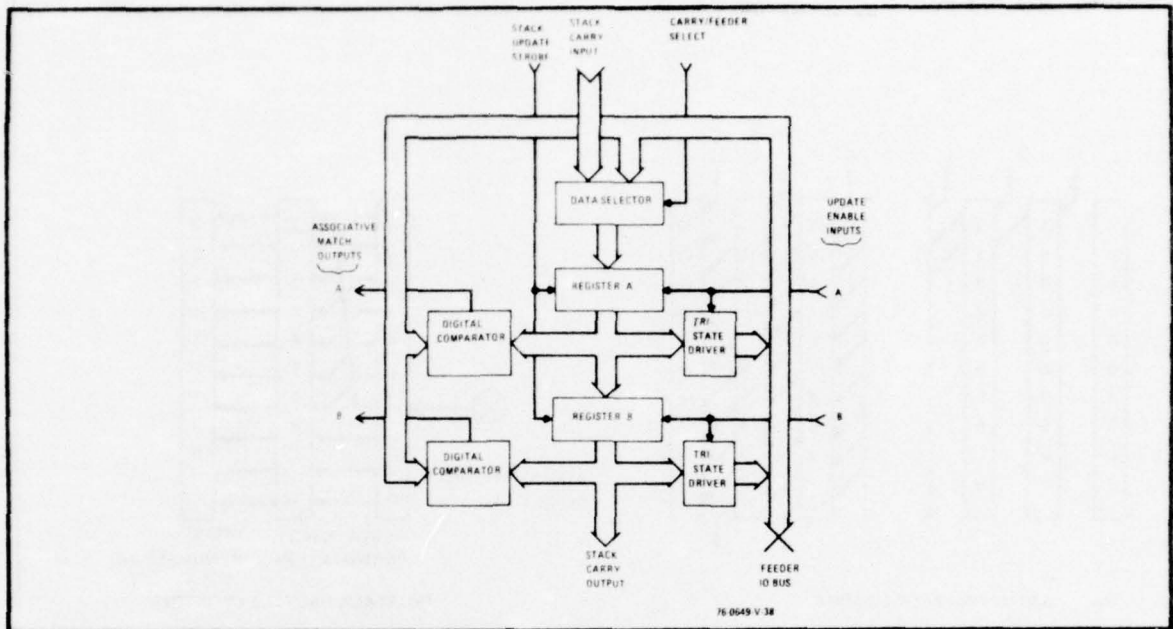 STACK
UPDATE
STROBE
STACK
CARRY
INPUT
CARRY/FEEDER
SELECT
DATA SELECTOR
ASSOCIATIVE
MATCH
OUTPUTS
UPDATE
ENABLE
INPUTS
A
REGISTER A
A
DIGITAL
COMPARATOR
TRI
STATE
DRIVER
B
REGISTER B
B
DIGITAL
COMPARATOR
TRI
STATE
DRIVER
STACK
CARRY
OUTPUT
FEEDER
IO BUS
76-0649-V-38